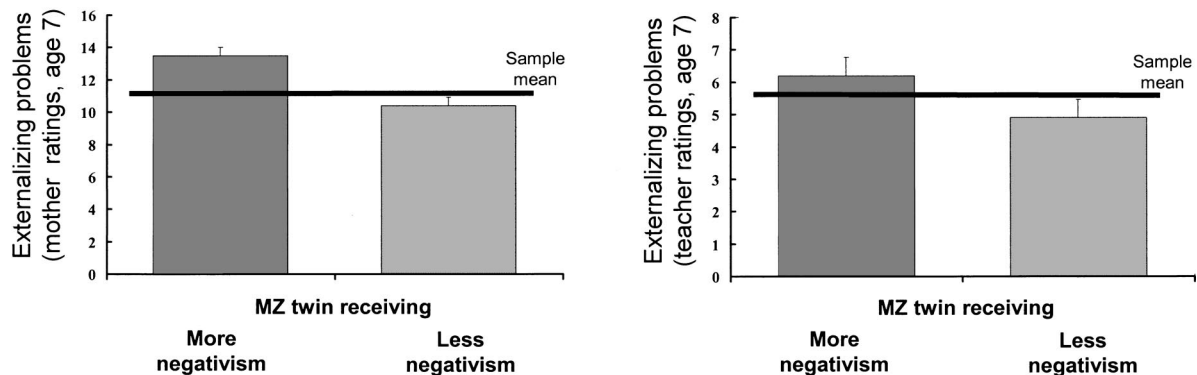 Externalizing problems
(mother ratings, age 7)
16
14
12
10
8
6
4
2
0
Sample
mean
MZ twin receiving
More
negativism
Less
negativism
Externalizing problems
(teacher ratings, age 7)
8
7
6
5
4
3
2
1
0
Sample
mean
MZ twin receiving
More
negativism
Less
negativism